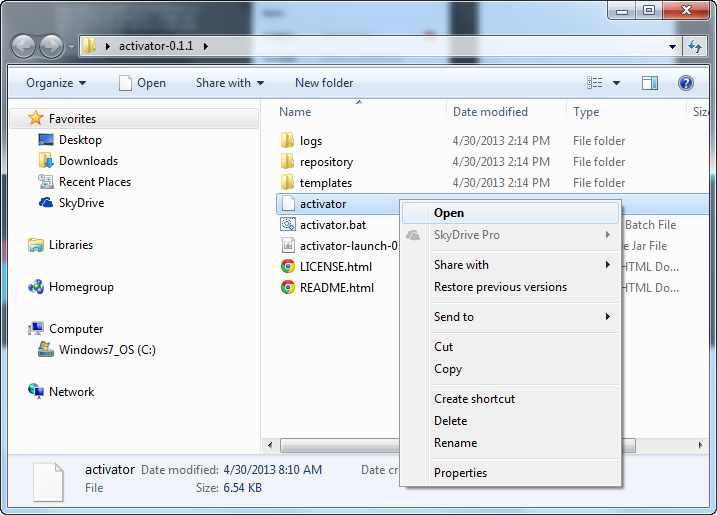 activator-0.1.1
Organize Open Share with New folder
Name Date modified Type Siz
Favorites
Desktop
Downloads
Recent Places
SkyDrive
Libraries
Homegroup
Computer
Windows7_OS (C:)
Network
logs 4/30/2013 2:14 PM File folder
repository 4/30/2013 2:14 PM File folder
templates 4/30/2013 2:14 PM File folder
activator
activator.bat Batch File
activator-launch-0 e Jar File
LICENSE.html HTML Do...
README.html HTML Do...
Open
SkyDrive Pro
Share with
Restore previous versions
Send to
Cut
Copy
Create shortcut
Delete
Rename
Properties
activator Date modified: 4/30/2013 8:10 AM Date cr
File Size: 6.54 KB